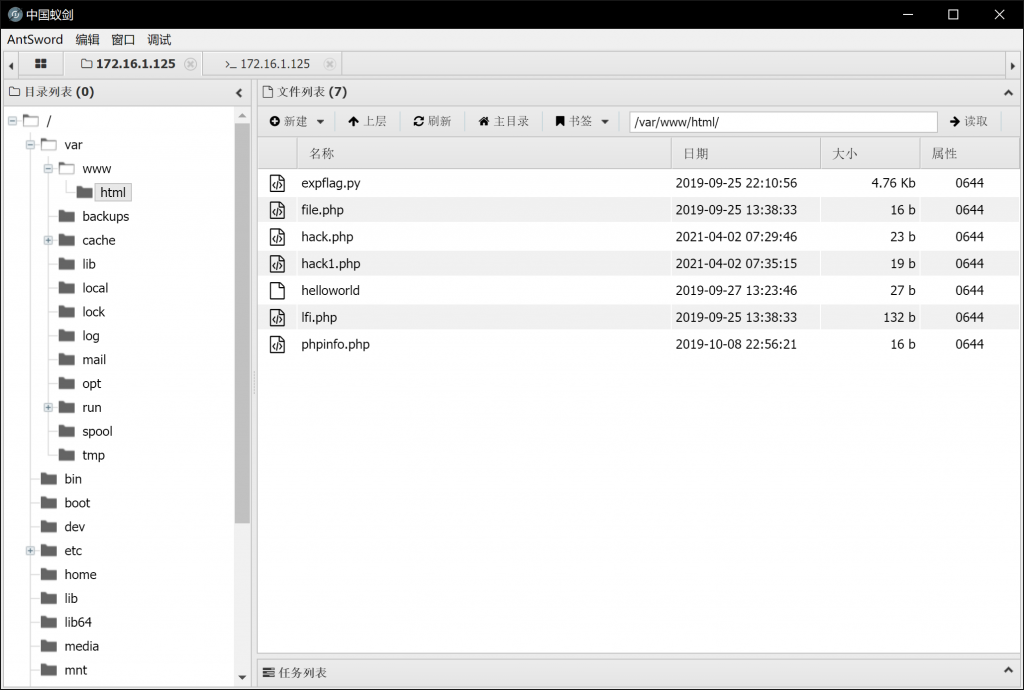 中国蚁剑
AntSword 编辑 窗口 调试
172.16.1.125 >_ 172.16.1.125
目录列表 (0)
/
var
www
html
backups
cache
lib
local
lock
log
mail
opt
run
spool
tmp
bin
boot
dev
etc
home
lib
lib64
media
mnt
文件列表 (7)
新建 上层 刷新 主目录 书签 /var/www/html/ 读取
名称 日期 大小 属性
expflag.py 2019-09-25 22:10:56 4.76 Kb 0644
file.php 2019-09-25 13:38:33 16 b 0644
hack.php 2021-04-02 07:29:46 23 b 0644
hack1.php 2021-04-02 07:35:15 19 b 0644
helloworld 2019-09-27 13:23:46 27 b 0644
lfi.php 2019-09-25 13:38:33 132 b 0644
phpinfo.php 2019-10-08 22:56:21 16 b 0644
任务列表